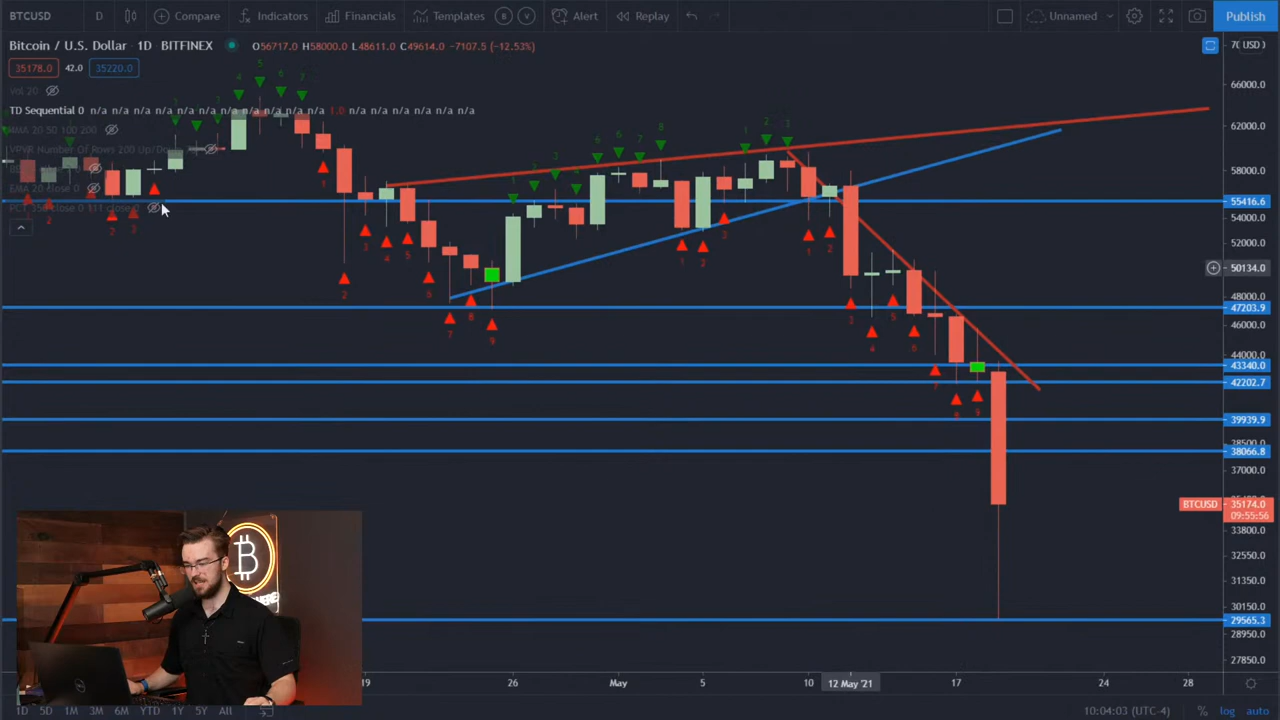 BTCUSD D Compare Indicators Financials Templates B V Alert Replay Unnamed Publish
Bitcoin / U.S. Dollar 1D BITFINEX O56717.0 H58000.0 L48611.0 C49614.0 -7107.5 (-12.53%)
35178.0 42.0 35220.0
Vol 20
TD Sequential 0 n/a n/a n/a n/a n/a n/a n/a n/a n/a n/a n/a 1.0 n/a n/a n/a n/a n/a n/a
20 50 100 200
VPVR Number Of Rows 200 Up/Do
EMA 20 close 0
PCT 350 close 0 111 close 0
66000.0
62000.0
58000.0
55416.6
54000.0
52000.0
50134.0
48000.0
47203.9
46000.0
44000.0
43340.0
42202.7
39939.9
38500.0
38066.8
37000.0
BTCUSD 35174.0
09:55:56
33800.0
32550.0
31350.0
30150.0
29565.3
28950.0
27850.0
19 26 May 5 10 12 May '21 17 24 28
1D 5D 1M 3M 6M YTD 1Y 5Y All 10:04:03 (UTC-4) % log auto